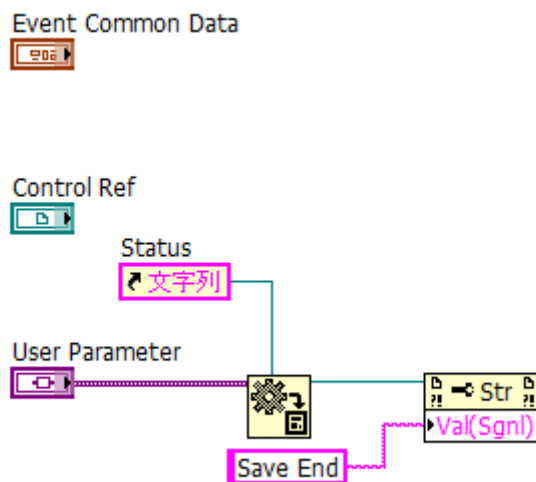 Event Common Data
Control Ref
Status
文字列
User Parameter
Str
Val(Sgnl)
Save End